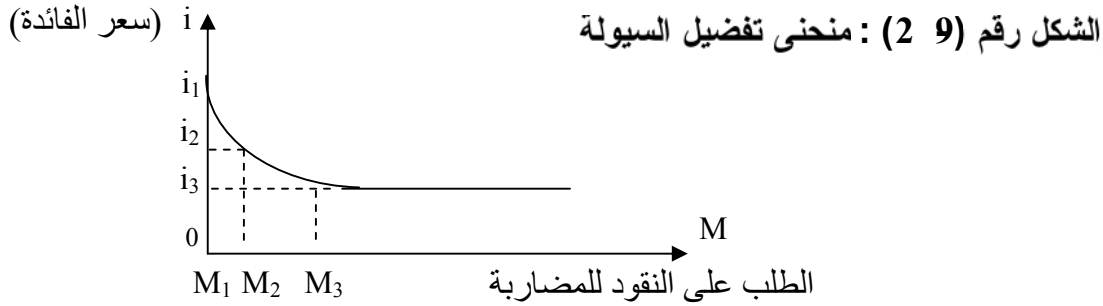 الشكل رقم (9 2) : منحنى تفضيل السيولة
i (سعر الفائدة)
i1
i2
i3
0
M
M1 M2 M3
الطلب على النقود للمضاربة